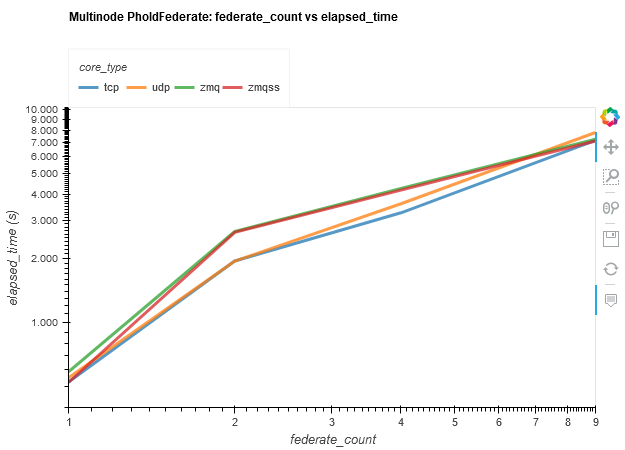 Multinode PholdFederate: federate_count vs elapsed_time
core_type
tcp udp zmq zmqss
10.000
9.000
8.000
7.000
6.000
5.000
4.000
3.000
2.000
1.000
elapsed_time (s)
1 2 3 4 5 6 7 8 9
federate_count